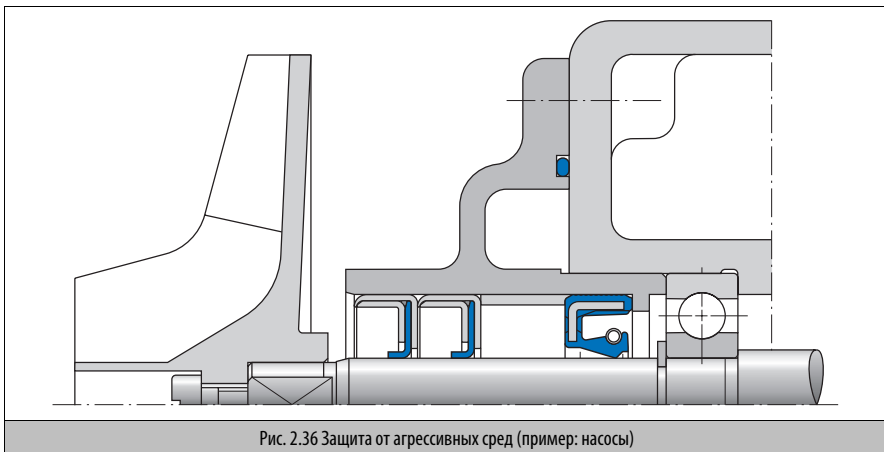 Рис. 2.36 Защита от агрессивных сред (пример: насосы)